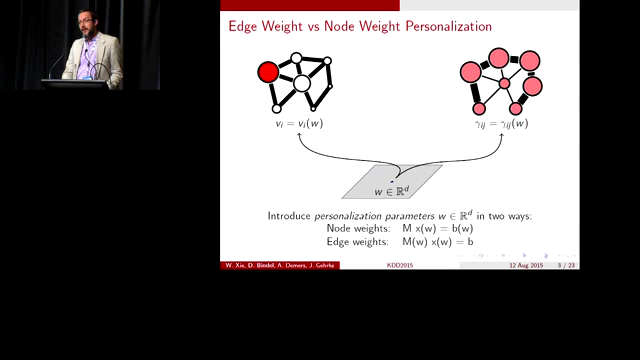 Edge Weight vs Node Weight Personalization
vᵢ = vᵢ(w)
γᵢⱼ = γᵢⱼ(w)
w ∈ ℝᵈ
Introduce personalization parameters w ∈ ℝᵈ in two ways:
Node weights: M x(w) = b(w)
Edge weights: M(w) x(w) = b
W. Xie, D. Bindel, A. Demers, J. Gehrke
KDD2015
12 Aug 2015
3 / 23